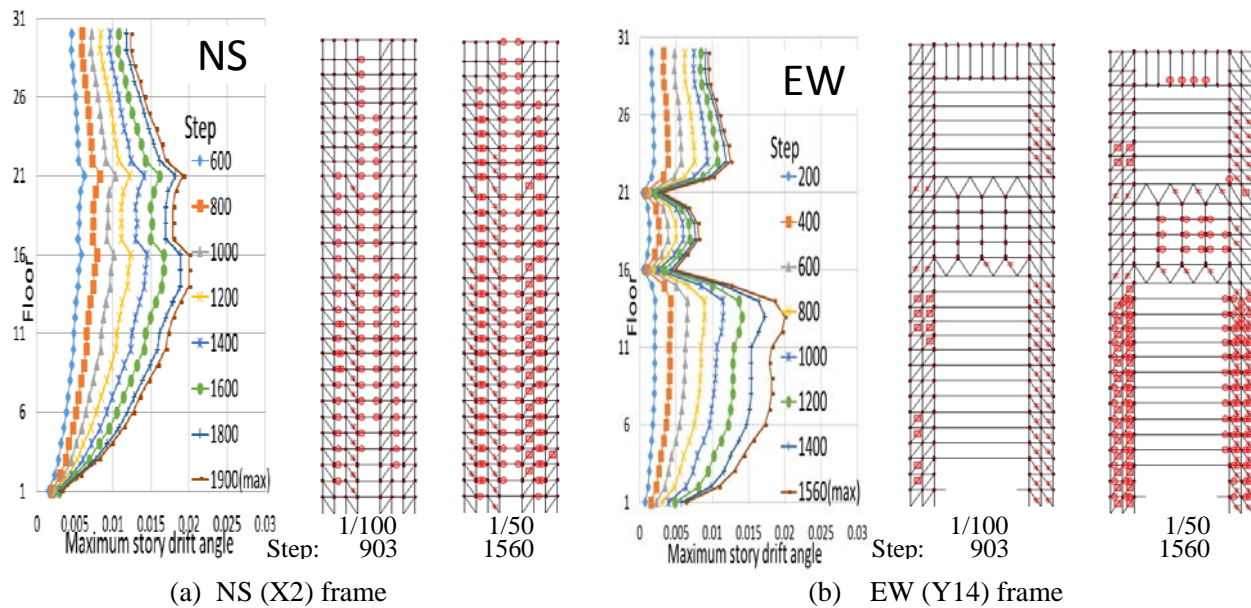 31
26
21
16
11
6
1
Floor
NS
Step
600
800
1000
1200
1400
1600
1800
1900(max)
0 0.005 0.01 0.015 0.02 0.025 0.03
Maximum story drift angle
1/100 1/50
Step: 903 1560
(a) NS (X2) frame
31
26
21
16
11
6
1
Floor
EW
Step
200
400
600
800
1000
1200
1400
1560(max)
0 0.005 0.01 0.015 0.02 0.025 0.03
Maximum story drift angle
1/100 1/50
Step: 903 1560
(b) EW (Y14) frame